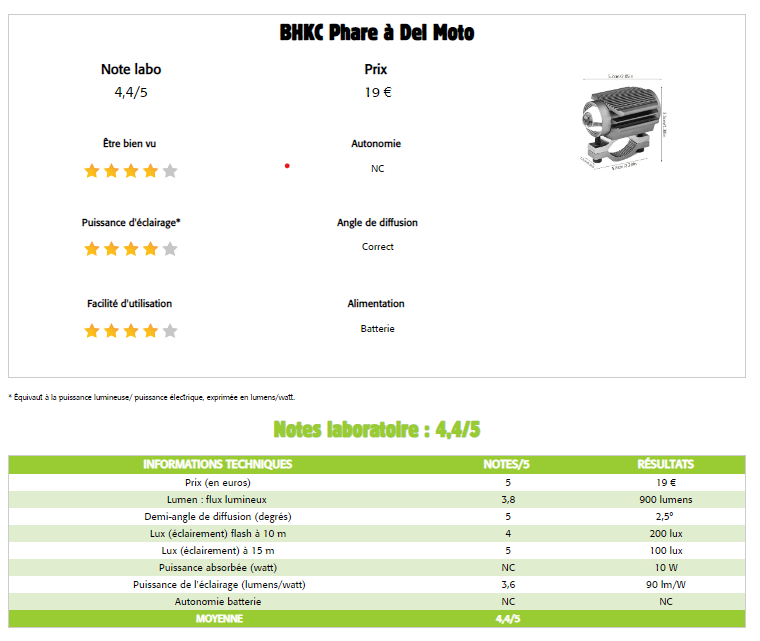 BHKC Phare à Del Moto
Note labo
Prix
4,4/5
19 €
Être bien vu
Autonomie
NC
Puissance d'éclairage*
Angle de diffusion
Correct
Facilité d'utilisation
Alimentation
Batterie
* Équivaut à la puissance lumineuse/ puissance électrique, exprimée en lumens/watt.
Notes laboratoire : 4,4/5
INFORMATIONS TECHNIQUES NOTES/5 RÉSULTATS
Prix (en euros) 5 19 €
Lumen : flux lumineux 3,8 900 lumens
Demi-angle de diffusion (degrés) 5 2,5°
Lux (éclairement) flash à 10 m 4 200 lux
Lux (éclairement) à 15 m 5 100 lux
Puissance absorbée (watt) NC 10 W
Puissance de l'éclairage (lumens/watt) 3,6 90 lm/W
Autonomie batterie NC NC
MOYENNE 4,4/5